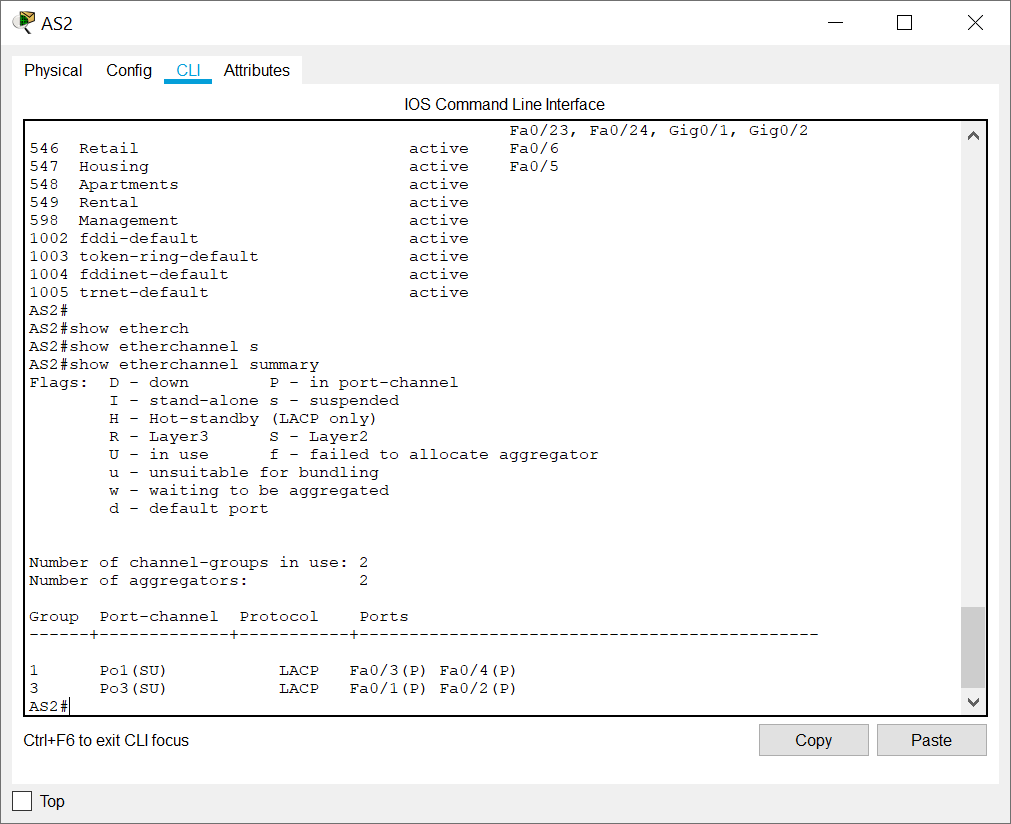 AS2
Physical Config CLI Attributes
IOS Command Line Interface
                                                Fa0/23, Fa0/24, Gig0/1, Gig0/2
546  Retail                           active    Fa0/6
547  Housing                          active    Fa0/5
548  Apartments                       active
549  Rental                           active
598  Management                       active
1002 fddi-default                     active
1003 token-ring-default               active
1004 fddinet-default                  active
1005 trnet-default                    active
AS2#
AS2#show etherch
AS2#show etherchannel s
AS2#show etherchannel summary
Flags:  D - down        P - in port-channel
        I - stand-alone s - suspended
        H - Hot-standby (LACP only)
        R - Layer3      S - Layer2
        U - in use      f - failed to allocate aggregator
        u - unsuitable for bundling
        w - waiting to be aggregated
        d - default port
Number of channel-groups in use: 2
Number of aggregators:           2
Group  Port-channel  Protocol    Ports
------+-------------+-----------+----------------------------------------------
1      Po1(SU)           LACP   Fa0/3(P) Fa0/4(P)
3      Po3(SU)           LACP   Fa0/1(P) Fa0/2(P)
AS2#
Ctrl+F6 to exit CLI focus
Copy Paste
Top